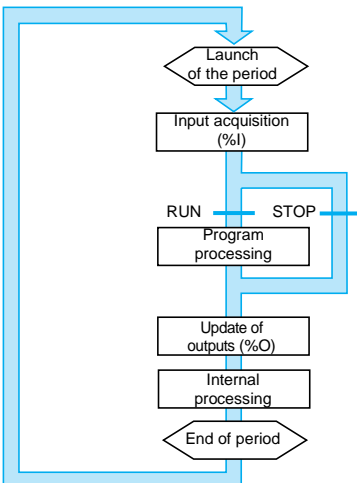 Launch
of the period
Input acquisition
(%I)
RUN
STOP
Program
processing
Update of
outputs (%O)
Internal
processing
End of period